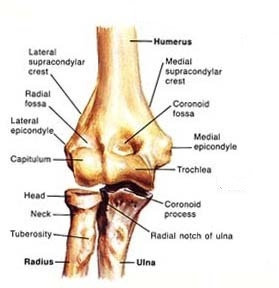 Humerus
Lateral
supracondylar
crest
Medial
supracondylar
crest
Radial
fossa
Coronoid
fossa
Lateral
epicondyle
Medial
epicondyle
Capitulum
Trochlea
Head
Neck
Coronoid
process
Tuberosity
Radial notch of ulna
Radius
Ulna